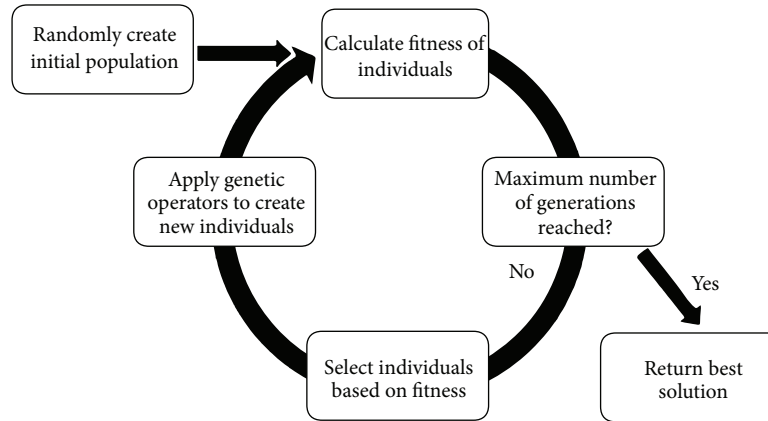 Randomly create
initial population
Calculate fitness of
individuals
Maximum number
of generations
reached?
No
Yes
Return best
solution
Select individuals
based on fitness
Apply genetic
operators to create
new individuals